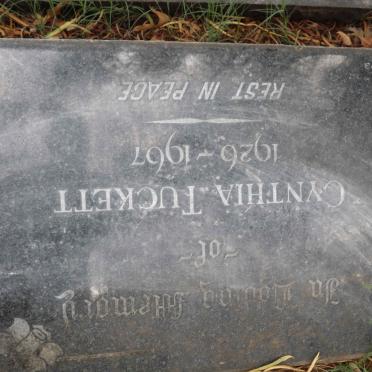 In Loving Memory
- of -
CYNTHIA TUCKETT
1926 - 1967
REST IN PEACE